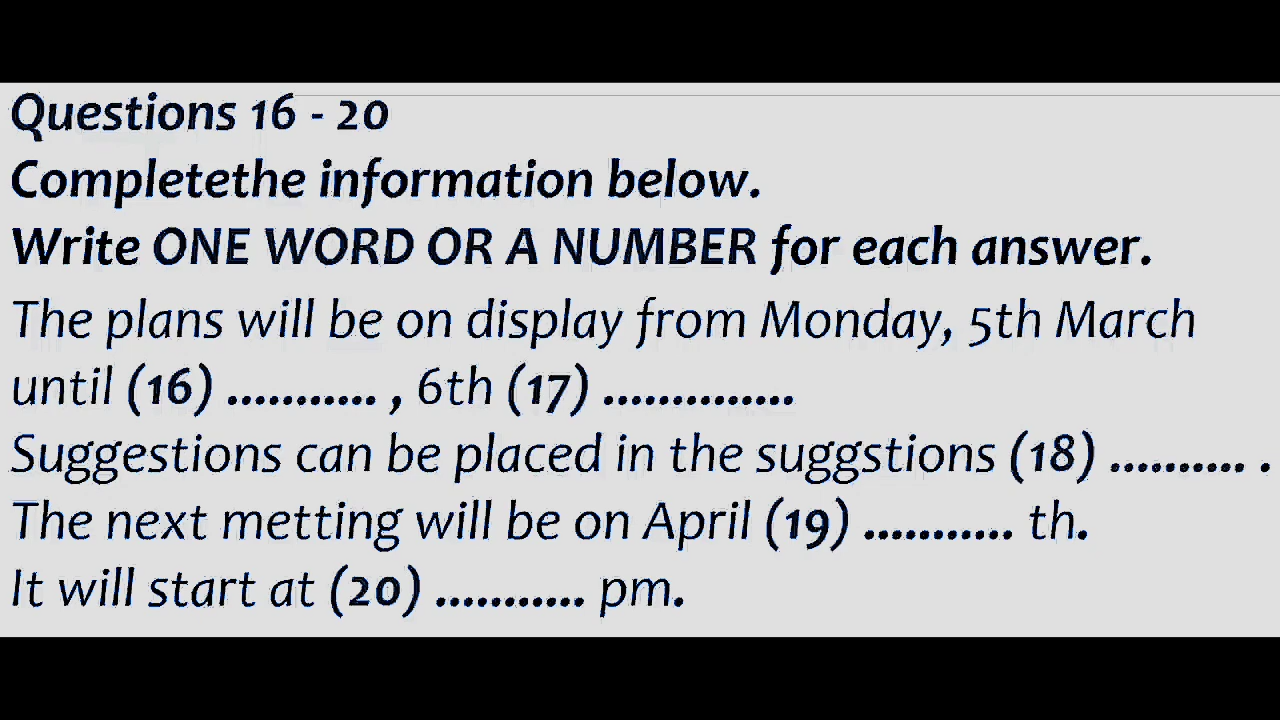 Questions 16 - 20
Completethe information below.
Write ONE WORD OR A NUMBER for each answer.
The plans will be on display from Monday, 5th March
until (16) ........... , 6th (17) ..............
Suggestions can be placed in the suggstions (18) .......... .
The next metting will be on April (19) ........... th.
It will start at (20) ........... pm.